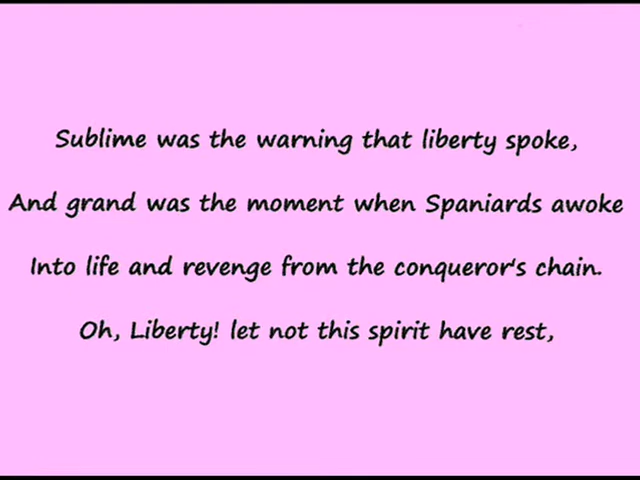 Sublime was the warning that liberty spoke,
And grand was the moment when Spaniards awoke
Into life and revenge from the conqueror's chain.
Oh, Liberty! let not this spirit have rest,